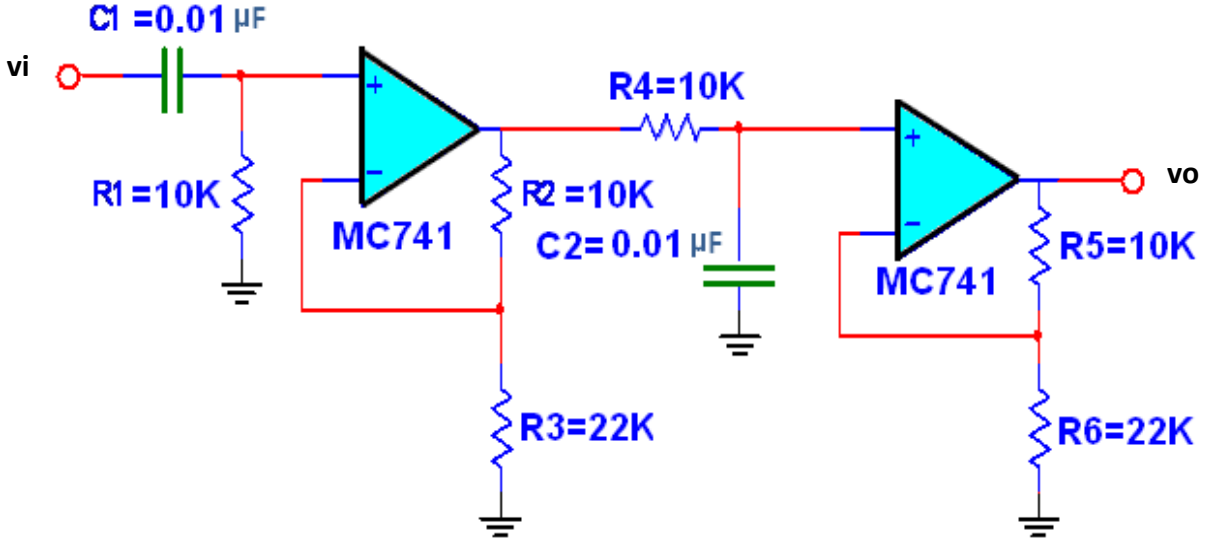 C1 =0.01 µF
vi
+
R4=10K
+
R1=10K
-
R2 =10K
vo
MC741
C2= 0.01 µF
-
R5=10K
MC741
R3=22K
R6=22K